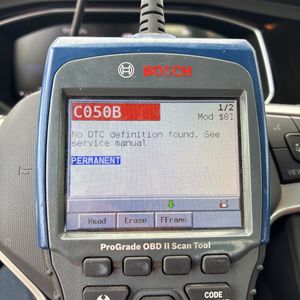 BOSCH
C050B
1/2
Mod $01
No DTC definition found. See
service manual
PERMANENT
Read
Erase
FFrame
ProGrade OBD II Scan Tool
CODE